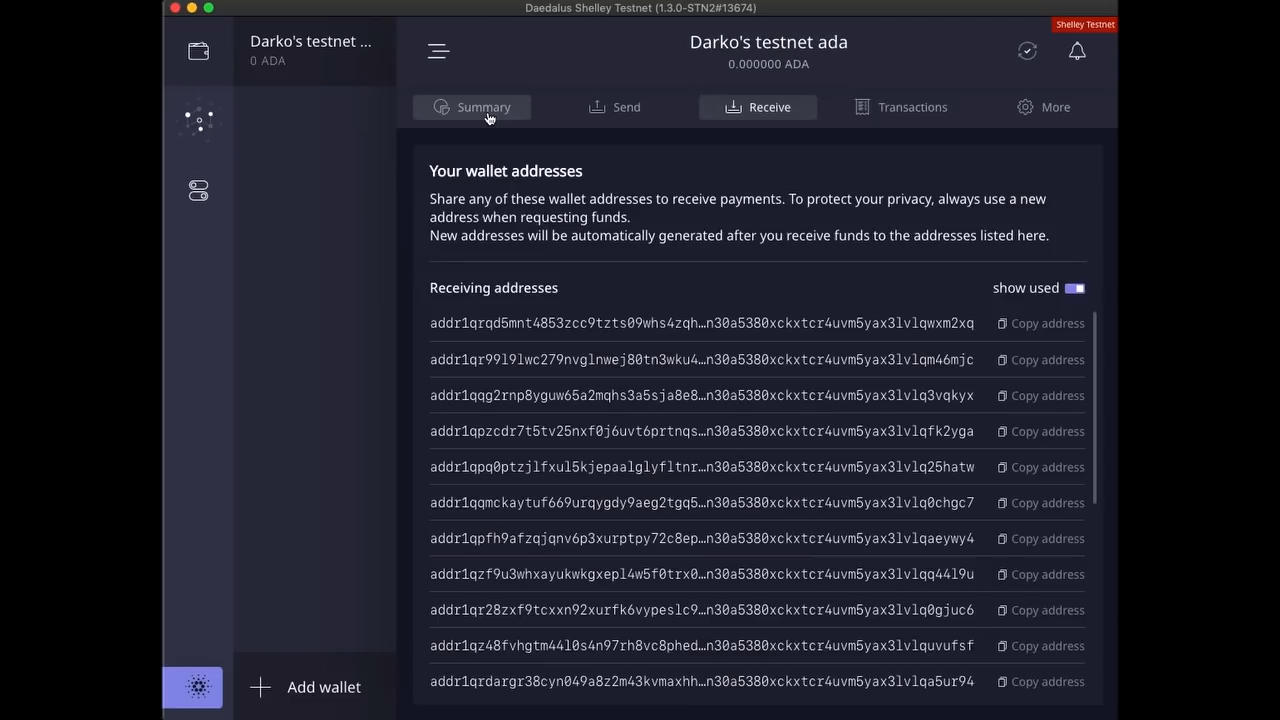 Daedalus Shelley Testnet (1.3.0-STN2#13674)
Shelley Testnet
Darko's testnet ...
0 ADA
Darko's testnet ada
0.000000 ADA
Summary
Send
Receive
Transactions
More
Your wallet addresses
Share any of these wallet addresses to receive payments. To protect your privacy, always use a new
address when requesting funds.
New addresses will be automatically generated after you receive funds to the addresses listed here.
Receiving addresses
show used
addr1qrqd5mnt4853zcc9tzts09whs4zqh…n30a5380xckxtcr4uvm5yax3lvlqwxm2xq Copy address
addr1qr99l9lwc279nvglnwej80tn3wku4…n30a5380xckxtcr4uvm5yax3lvlqm46mjc Copy address
addr1qqg2rnp8yguw65a2mqhs3a5sja8e8…n30a5380xckxtcr4uvm5yax3lvlq3vqkyx Copy address
addr1qpzcdr7t5tv25nxf0j6uvt6prtnqs…n30a5380xckxtcr4uvm5yax3lvlqfk2yga Copy address
addr1qpq0ptzjlfxul5kjepaalglyfltnr…n30a5380xckxtcr4uvm5yax3lvlq25hatw Copy address
addr1qqmckaytuf669urqygdy9aeg2tgq5…n30a5380xckxtcr4uvm5yax3lvlq0chgc7 Copy address
addr1qpfh9afzqjqnv6p3xurptpy72c8ep…n30a5380xckxtcr4uvm5yax3lvlqaeywy4 Copy address
addr1qzf9u3whxayukwkgxepl4w5f0trx0…n30a5380xckxtcr4uvm5yax3lvlqq44l9u Copy address
addr1qr28zxf9tcxxn92xurfk6vypeslc9…n30a5380xckxtcr4uvm5yax3lvlq0gjuc6 Copy address
addr1qz48fvhgtm44l0s4n97rh8vc8phed…n30a5380xckxtcr4uvm5yax3lvlquvufsf Copy address
addr1qrdargr38cyn049a8z2m43kvmaxhh…n30a5380xckxtcr4uvm5yax3lvlqa5ur94 Copy address
Add wallet